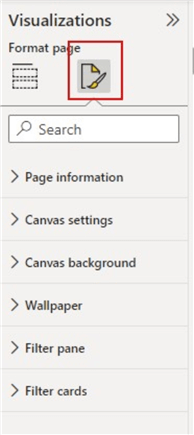 Visualizations
Format page
Search
Page information
Canvas settings
Canvas background
Wallpaper
Filter pane
Filter cards